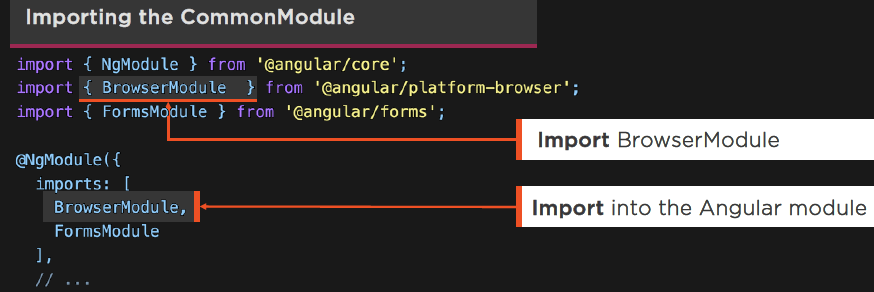 Importing the CommonModule
import { NgModule } from '@angular/core';
import { BrowserModule } from '@angular/platform-browser';
import { FormsModule } from '@angular/forms';
Import BrowserModule
@NgModule({
imports: [
BrowserModule,
Import into the Angular module
FormsModule
],
// ...